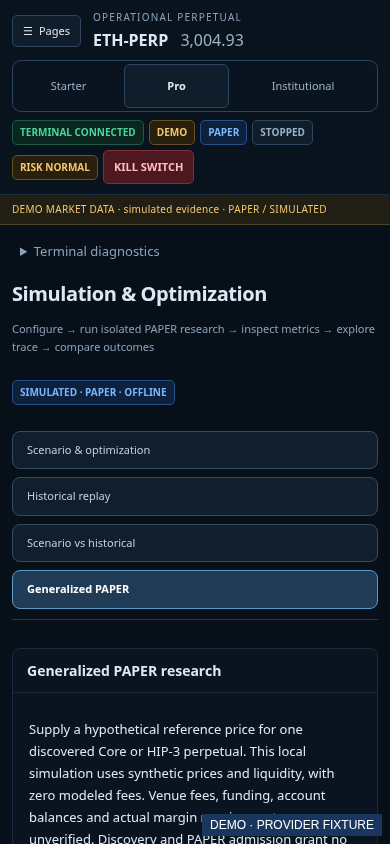 ☰ Pages
OPERATIONAL PERPETUAL
ETH-PERP 3,004.93
Starter
Pro
Institutional
TERMINAL CONNECTED
DEMO
PAPER
STOPPED
RISK NORMAL
KILL SWITCH
DEMO MARKET DATA · simulated evidence · PAPER / SIMULATED
▶ Terminal diagnostics
Simulation & Optimization
Configure → run isolated PAPER research → inspect metrics → explore
trace → compare outcomes
SIMULATED · PAPER · OFFLINE
Scenario & optimization
Historical replay
Scenario vs historical
Generalized PAPER
Generalized PAPER research
Supply a hypothetical reference price for one
discovered Core or HIP-3 perpetual. This local
simulation uses synthetic prices and liquidity, with
zero modeled fees. Venue fees, funding, account
balances and actual margin
unverified. Discovery and PAPER admission grant no
DEMO · PROVIDER FIXTURE